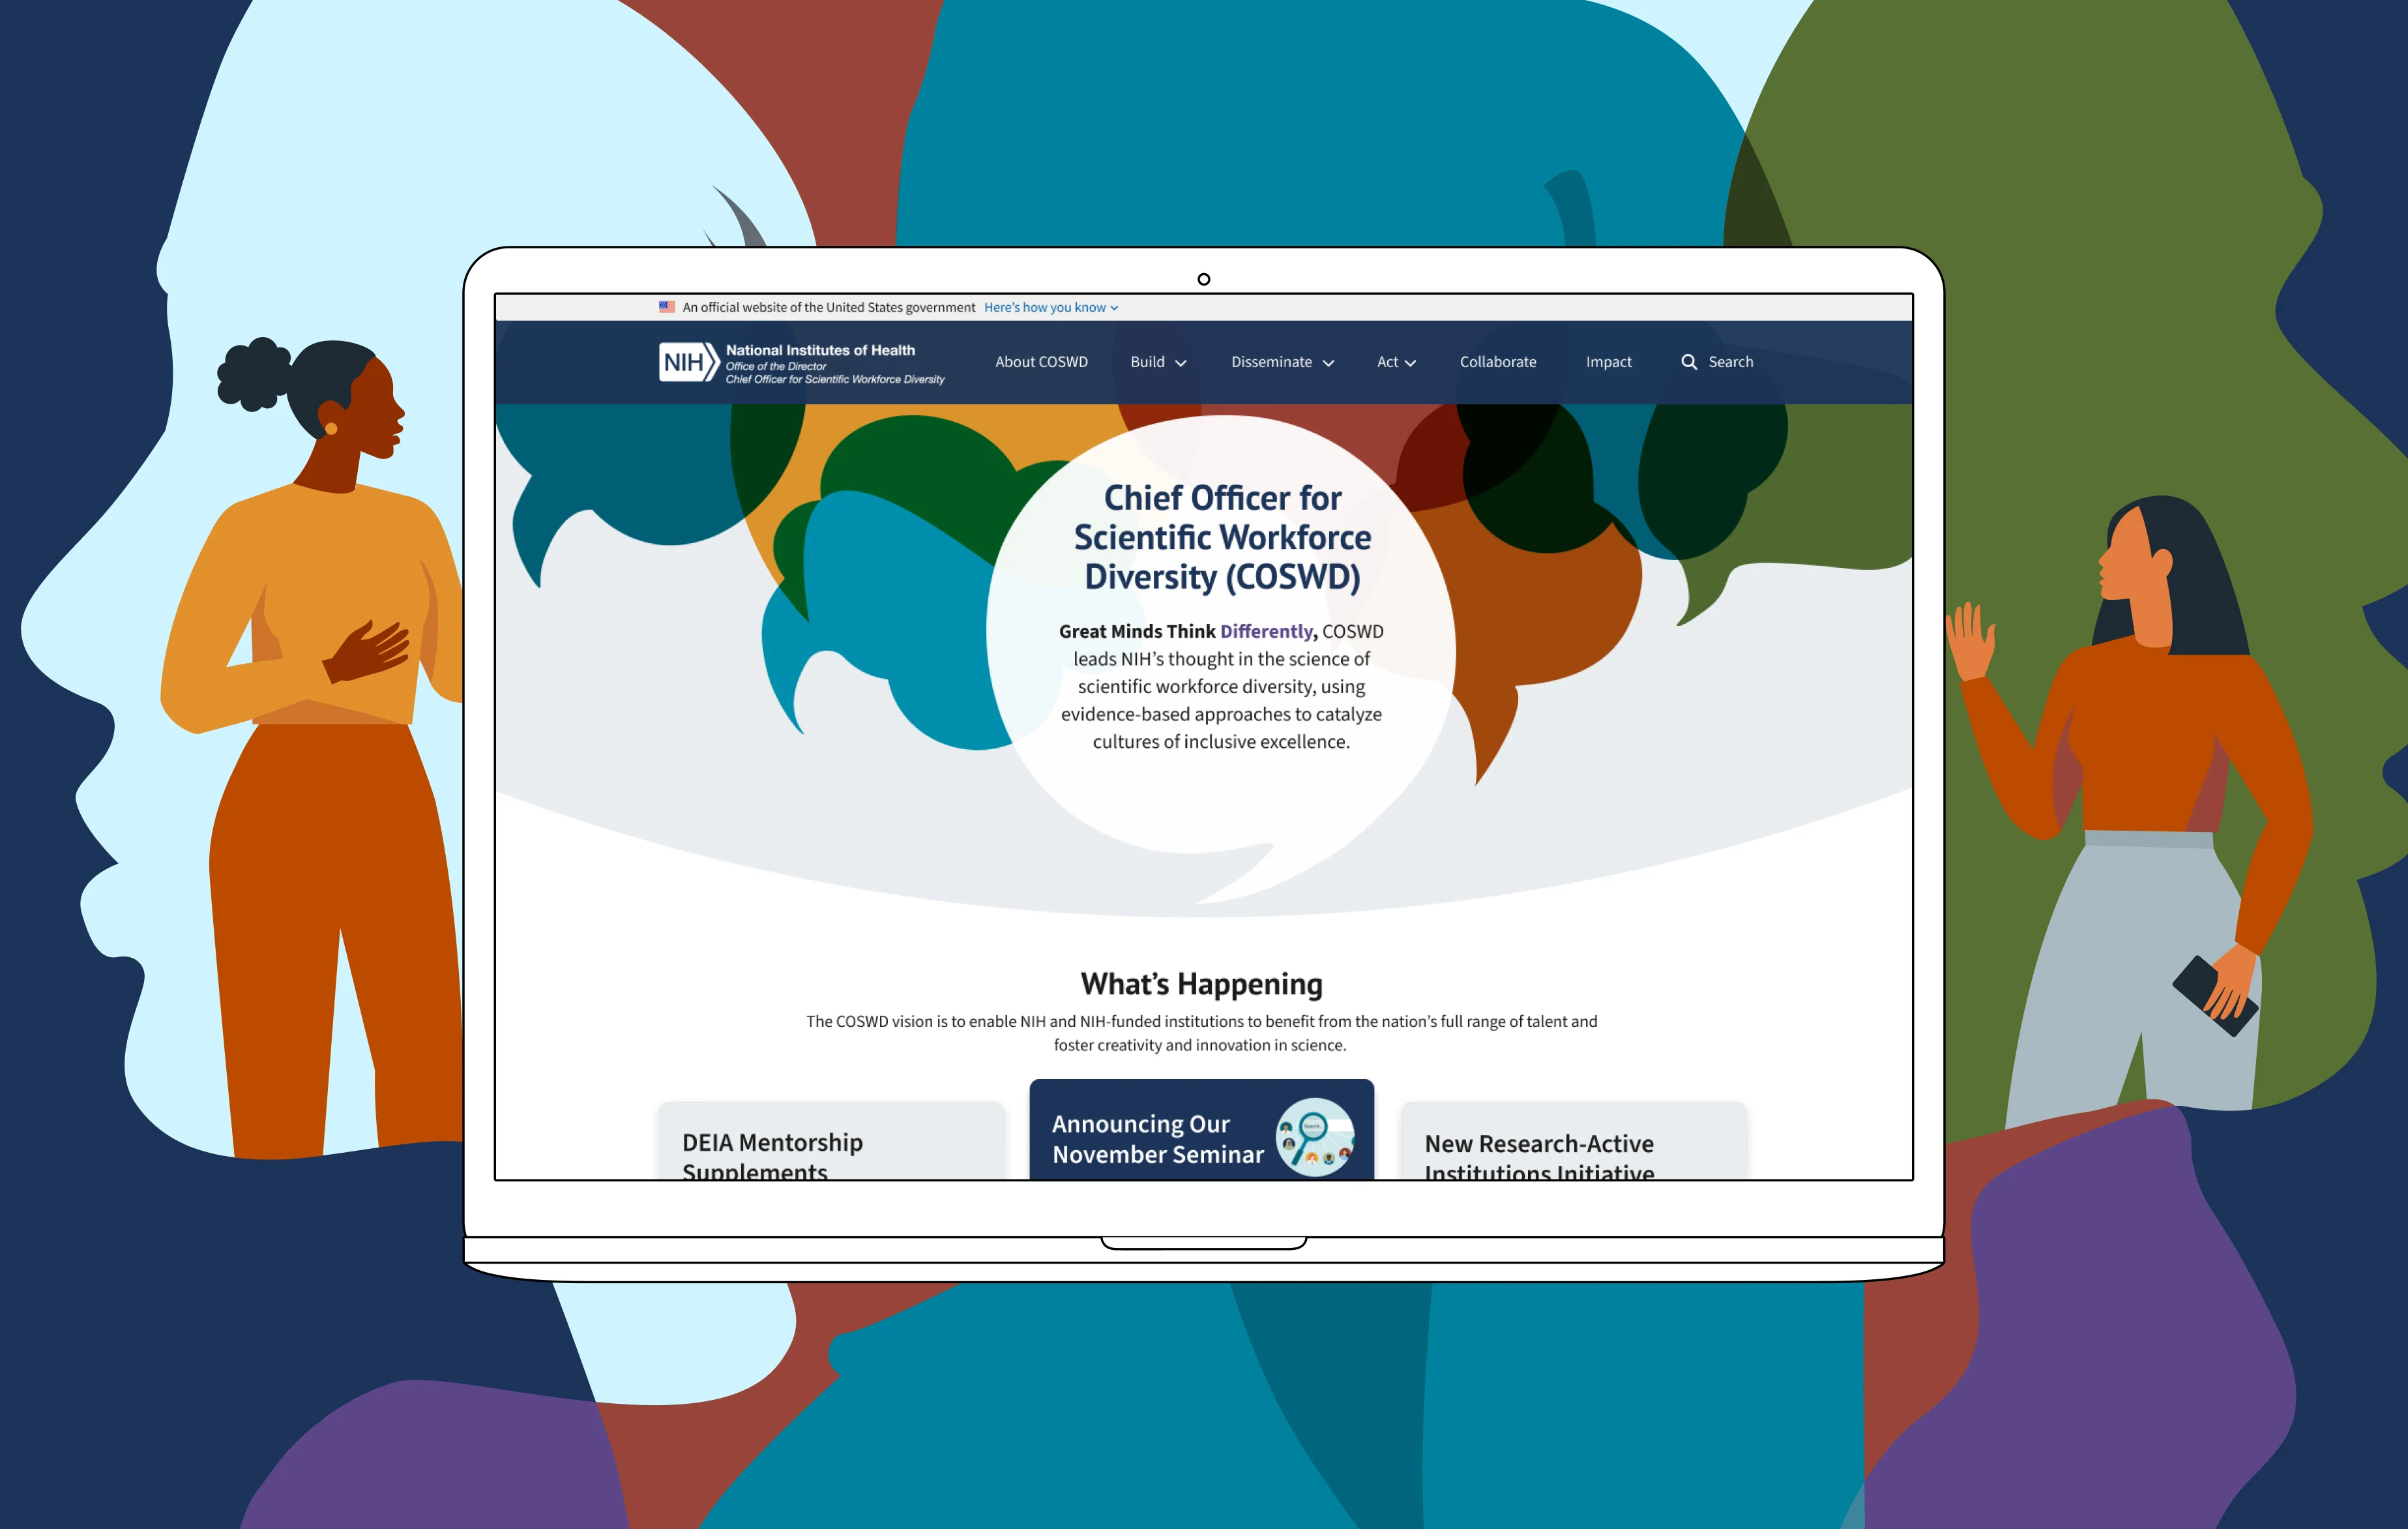 An official website of the United States government Here's how you know
NIH
National Institutes of Health
Office of the Director
Chief Officer for Scientific Workforce Diversity
About COSWD Build Disseminate Act Collaborate Impact Search
Chief Officer for
Scientific Workforce
Diversity (COSWD)
Great Minds Think Differently, COSWD
leads NIH's thought in the science of
scientific workforce diversity, using
evidence-based approaches to catalyze
cultures of inclusive excellence.
What's Happening
The COSWD vision is to enable NIH and NIH-funded institutions to benefit from the nation's full range of talent and
foster creativity and innovation in science.
DEIA Mentorship
Supplements
Announcing Our
November Seminar
Search...
New Research-Active
Institutions Initiative